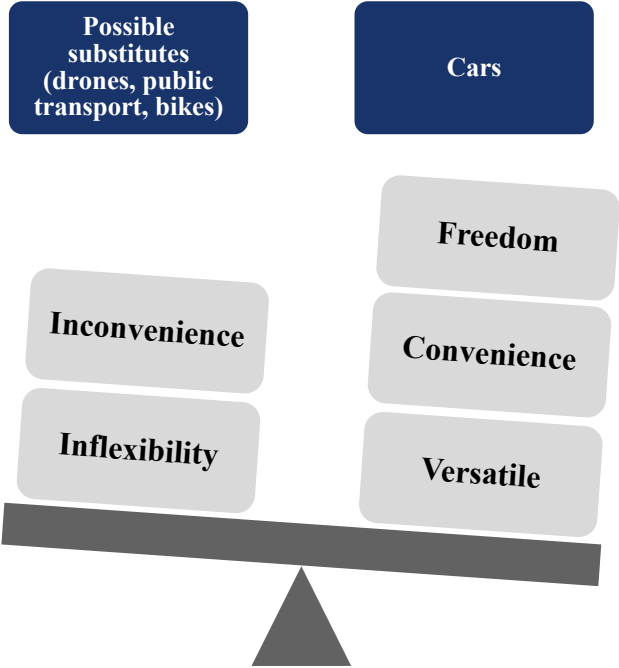 Possible
substitutes
(drones, public
transport, bikes)
Cars
Freedom
Inconvenience
Convenience
Inflexibility
Versatile